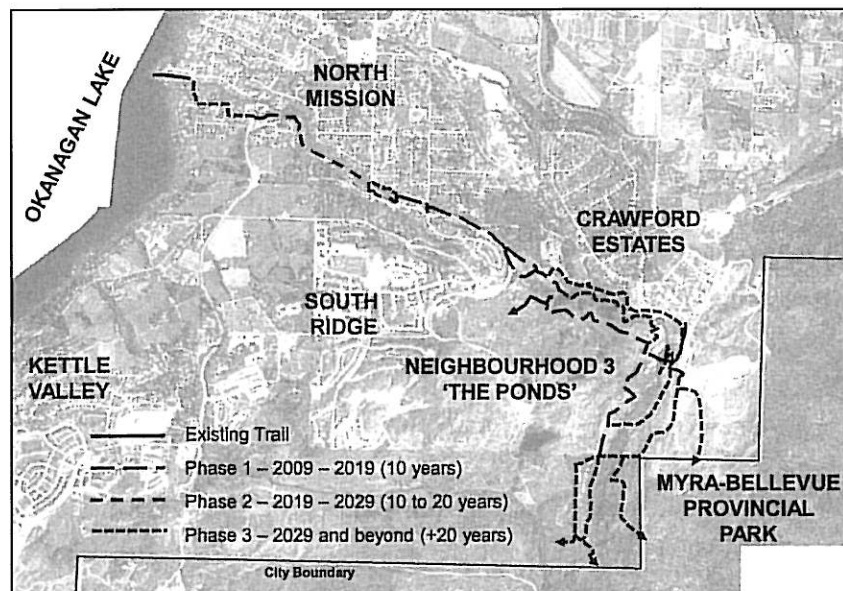 NORTH
MISSION
OKANAGAN LAKE
CRAWFORD
ESTATES
SOUTH
RIDGE
KETTLE
VALLEY
NEIGHBOURHOOD 3
'THE PONDS'
Existing Trail
Phase 1 – 2009 – 2019 (10 years)
Phase 2 – 2019 – 2029 (10 to 20 years)
Phase 3 – 2029 and beyond (+20 years)
MYRA-BELLEVUE
PROVINCIAL
PARK
City Boundary